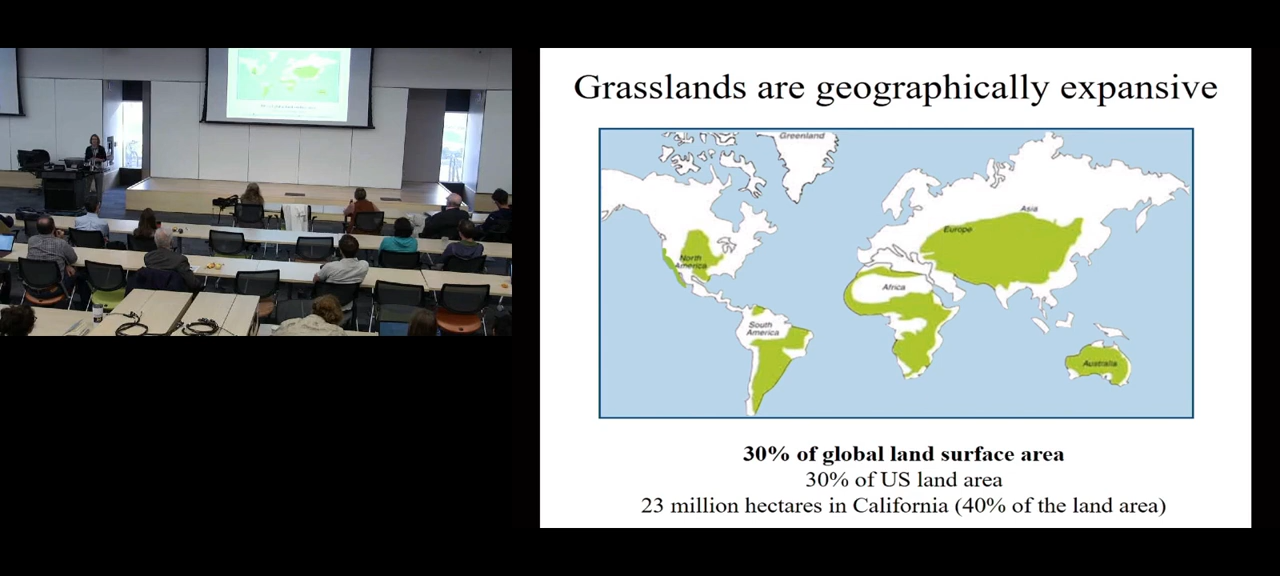 Grasslands are geographically expansive
Greenland
Asia
Europe
North
America
Africa
South
America
Australia
30% of global land surface area
30% of US land area
23 million hectares in California (40% of the land area)